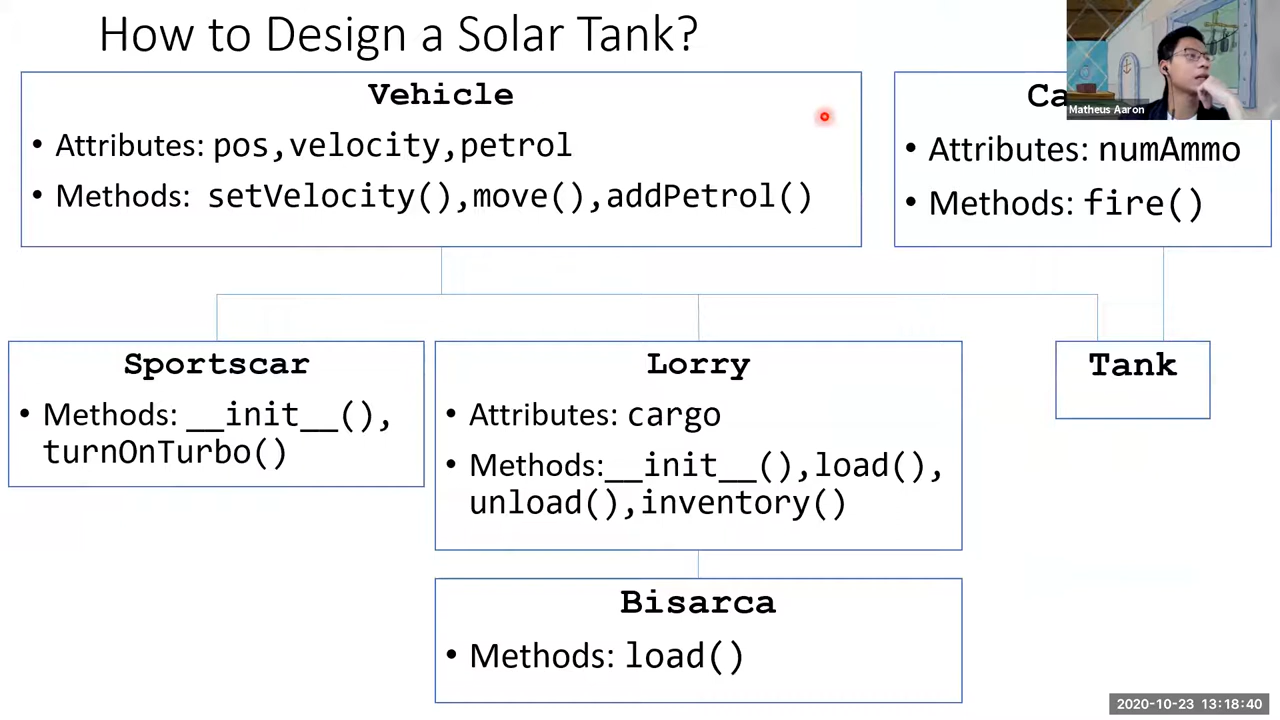 How to Design a Solar Tank?
Matheus Aaron
Vehicle
• Attributes: pos,velocity,petrol
• Methods: setVelocity(),move(),addPetrol()
Ca
• Attributes: numAmmo
• Methods: fire()
Sportscar
• Methods: __init__(),
turnOnTurbo()
Lorry
• Attributes: cargo
• Methods:__init__(),load(),
unload(),inventory()
Tank
Bisarca
• Methods: load()
2020-10-23 13:18:40